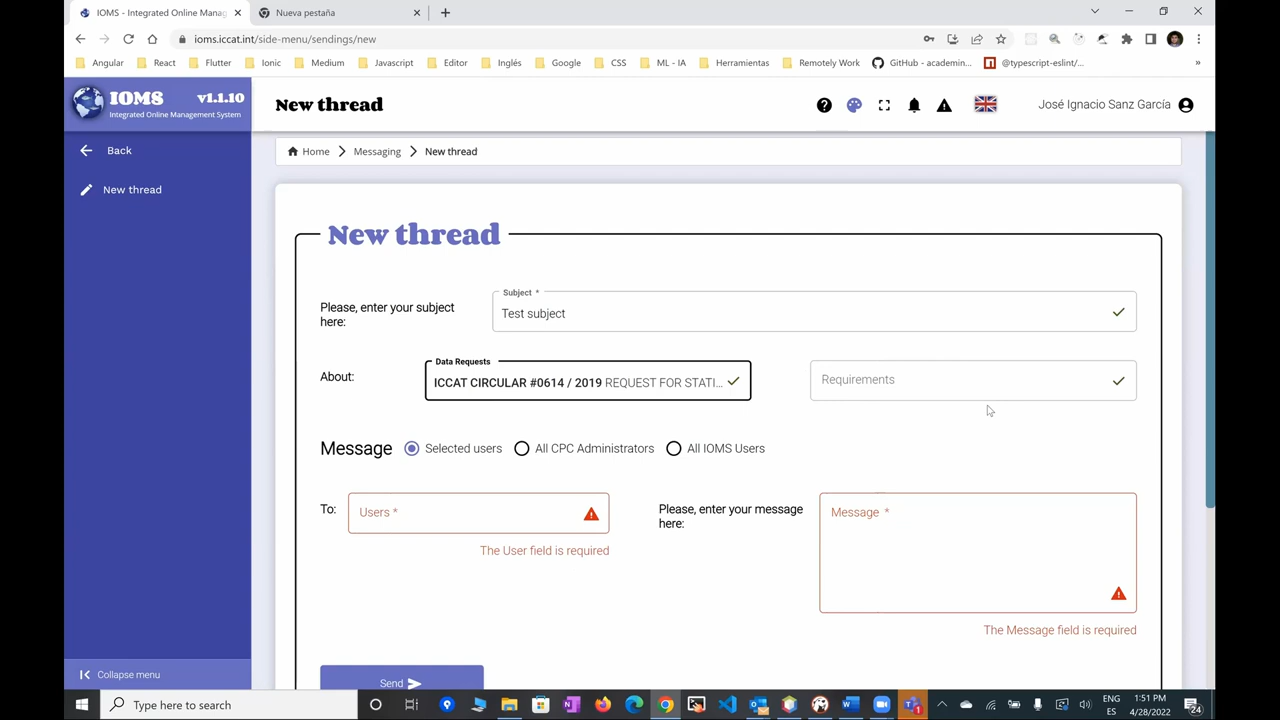 IOMS - Integrated Online Manag
Nueva pestaña
ioms.iccat.int/side-menu/sendings/new
Angular
React
Flutter
Ionic
Medium
Javascript
Editor
Inglés
Google
CSS
ML - IA
Herramientas
Remotely Work
GitHub - academin...
@typescript-eslint/...
»
IOMS v1.1.10
Integrated Online Management System
New thread
José Ignacio Sanz García
Back
New thread
Home
Messaging
New thread
New thread
Please, enter your subject
here:
Subject *
Test subject
About:
Data Requests
ICCAT CIRCULAR #0614 / 2019 REQUEST FOR STATI...
Requirements
Message
Selected users
All CPC Administrators
All IOMS Users
To:
Users *
The User field is required
Please, enter your message
here:
Message *
The Message field is required
Send
Collapse menu
Type here to search
ENG
ES
1:51 PM
4/28/2022
24